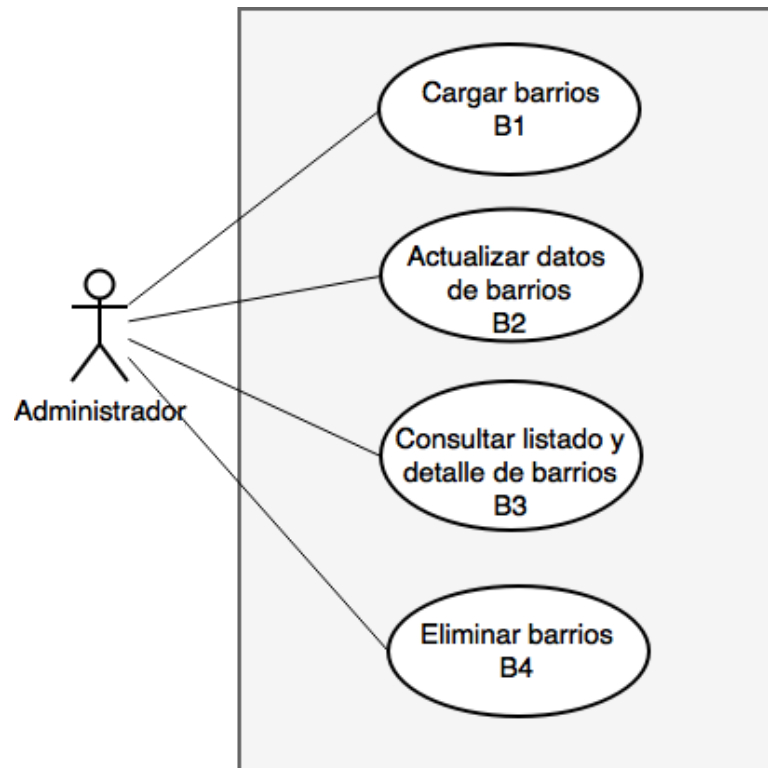 Cargar barrios
B1
Actualizar datos
de barrios
B2
Administrador
Consultar listado y
detalle de barrios
B3
Eliminar barrios
B4